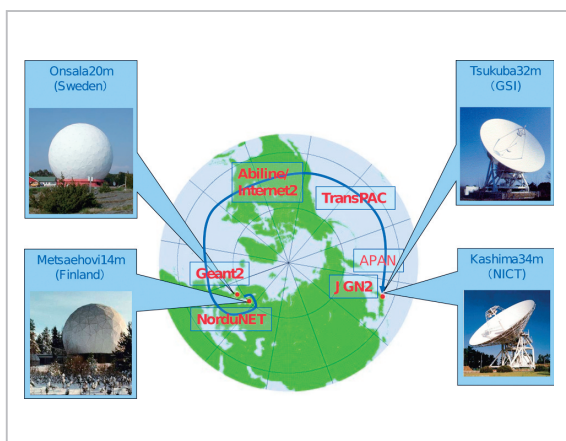 Onsala20m
(Sweden)
Tsukuba32m
(GSI)
Abiline/
Internet2
TransPAC
Metsaehovi14m
(Finland)
Geant2
APAN
JGN2
Kashima34m
(NICT)
NorduNET